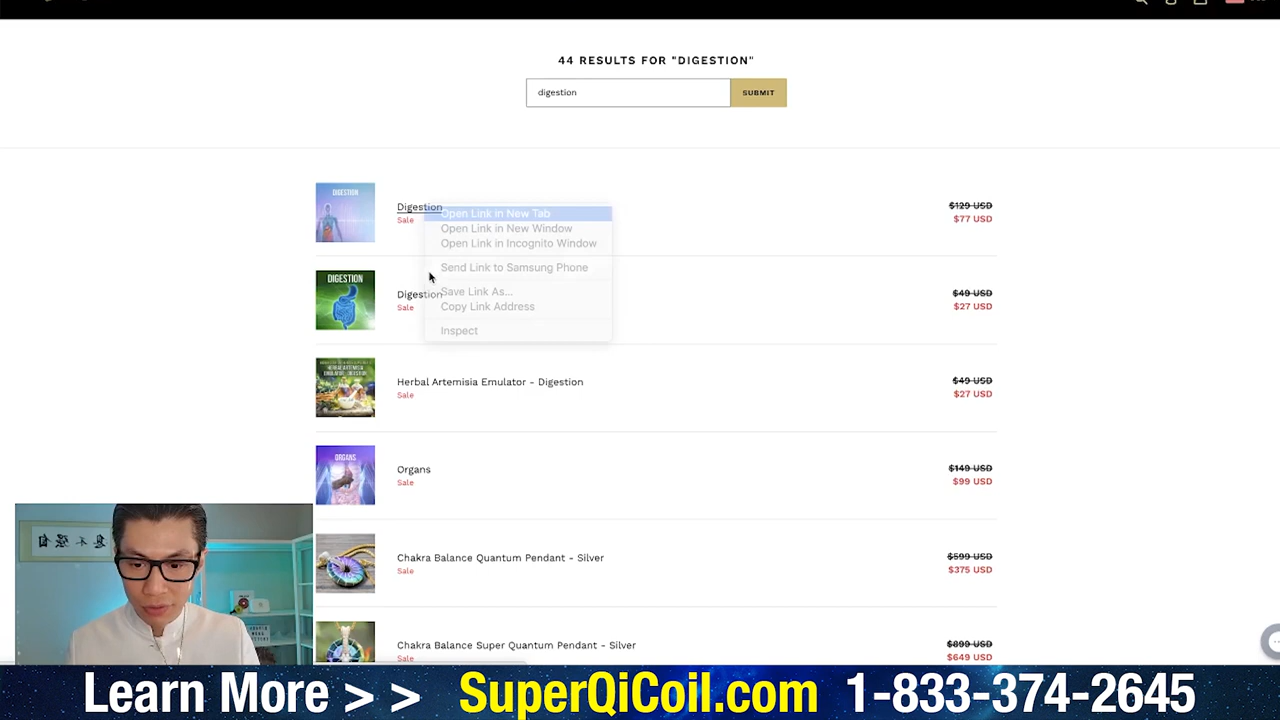 44 RESULTS FOR "DIGESTION"
digestion
SUBMIT
DIGESTION
Digestion
Sale
$129 USD
$77 USD
Open Link in New Tab
Open Link in New Window
Open Link in Incognito Window
Send Link to Samsung Phone
Save Link As...
Copy Link Address
Inspect
DIGESTION
Digestion
Sale
$49 USD
$27 USD
HERBAL ARTEMISIA
EMULATOR - DIGESTION
Herbal Artemisia Emulator - Digestion
Sale
$49 USD
$27 USD
ORGANS
Organs
Sale
$149 USD
$99 USD
Chakra Balance Quantum Pendant - Silver
Sale
$599 USD
$375 USD
Chakra Balance Super Quantum Pendant - Silver
Sale
$899 USD
$649 USD
Learn More > > SuperQiCoil.com 1-833-374-2645